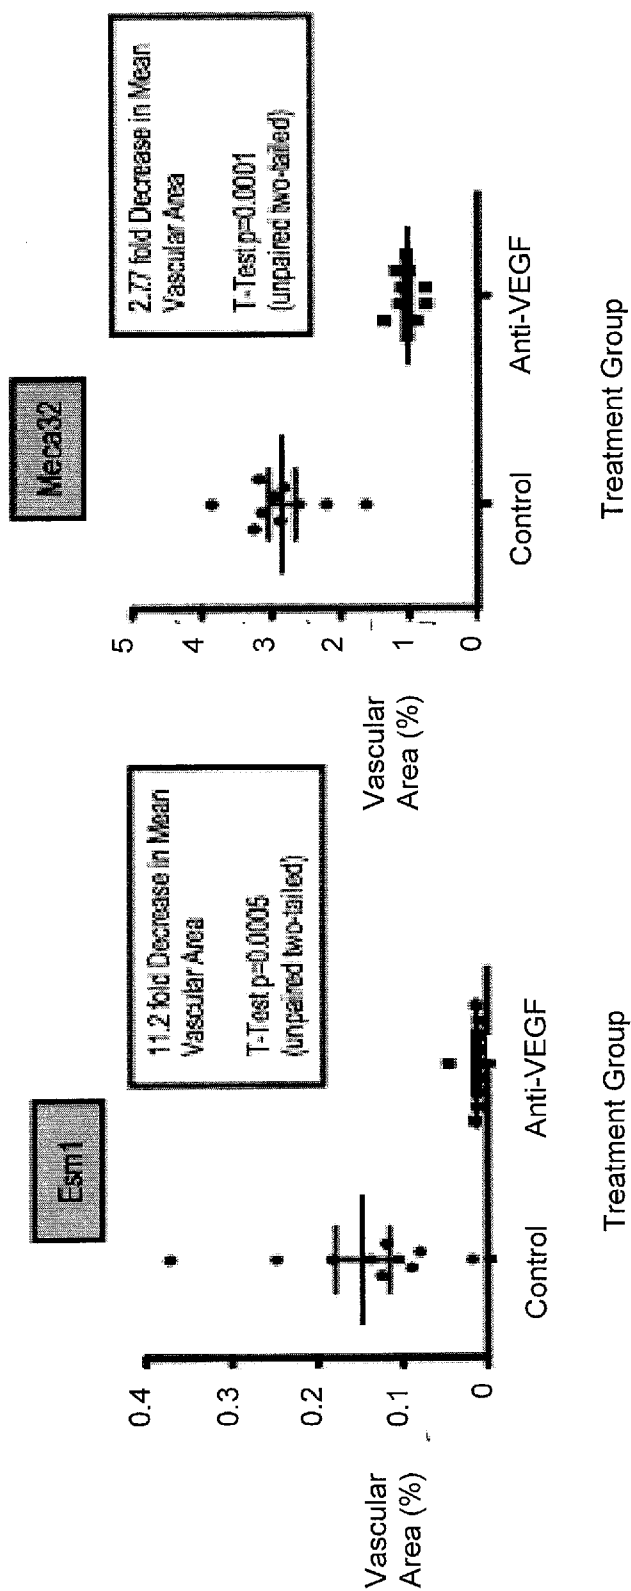 Esm1
11.2 fold Decrease in Mean
Vascular Area
T-Test p=0.0005
(unpaired two-tailed)
Vascular
Area (%)
0.4
0.3
0.2
0.1
0
Control
Anti-VEGF
Treatment Group
Meca32
2.77 fold Decrease in Mean
Vascular Area
T-Test p=0.0001
(unpaired two-tailed)
Vascular
Area (%)
5
4
3
2
1
0
Control
Anti-VEGF
Treatment Group